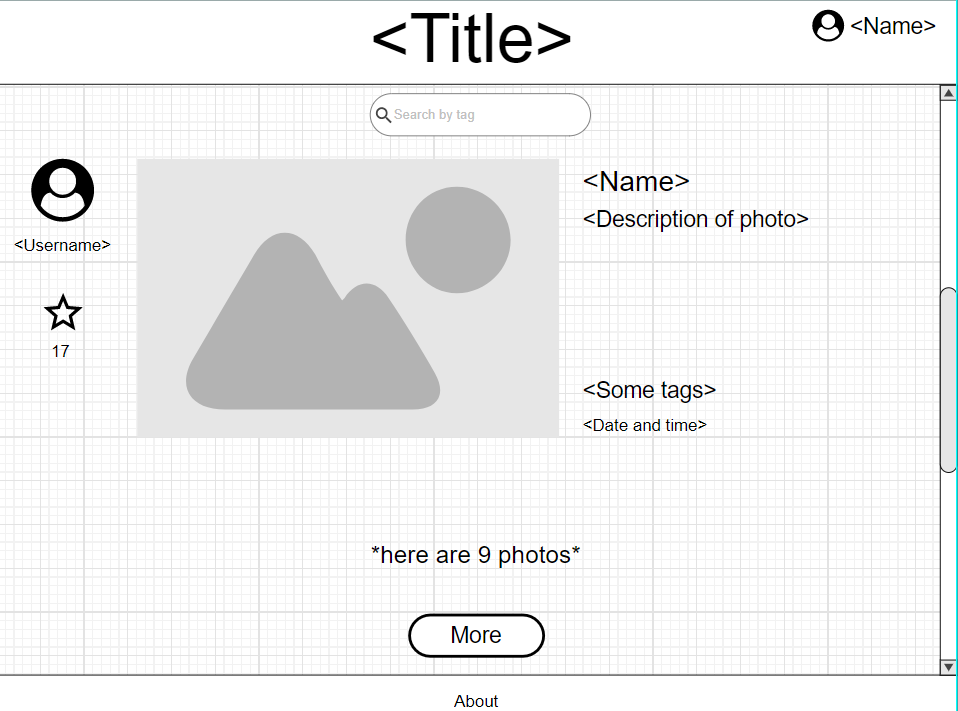 <Title>
<Name>
Search by tag
<Username>
17
<Name>
<Description of photo>
<Some tags>
<Date and time>
*here are 9 photos*
More
About